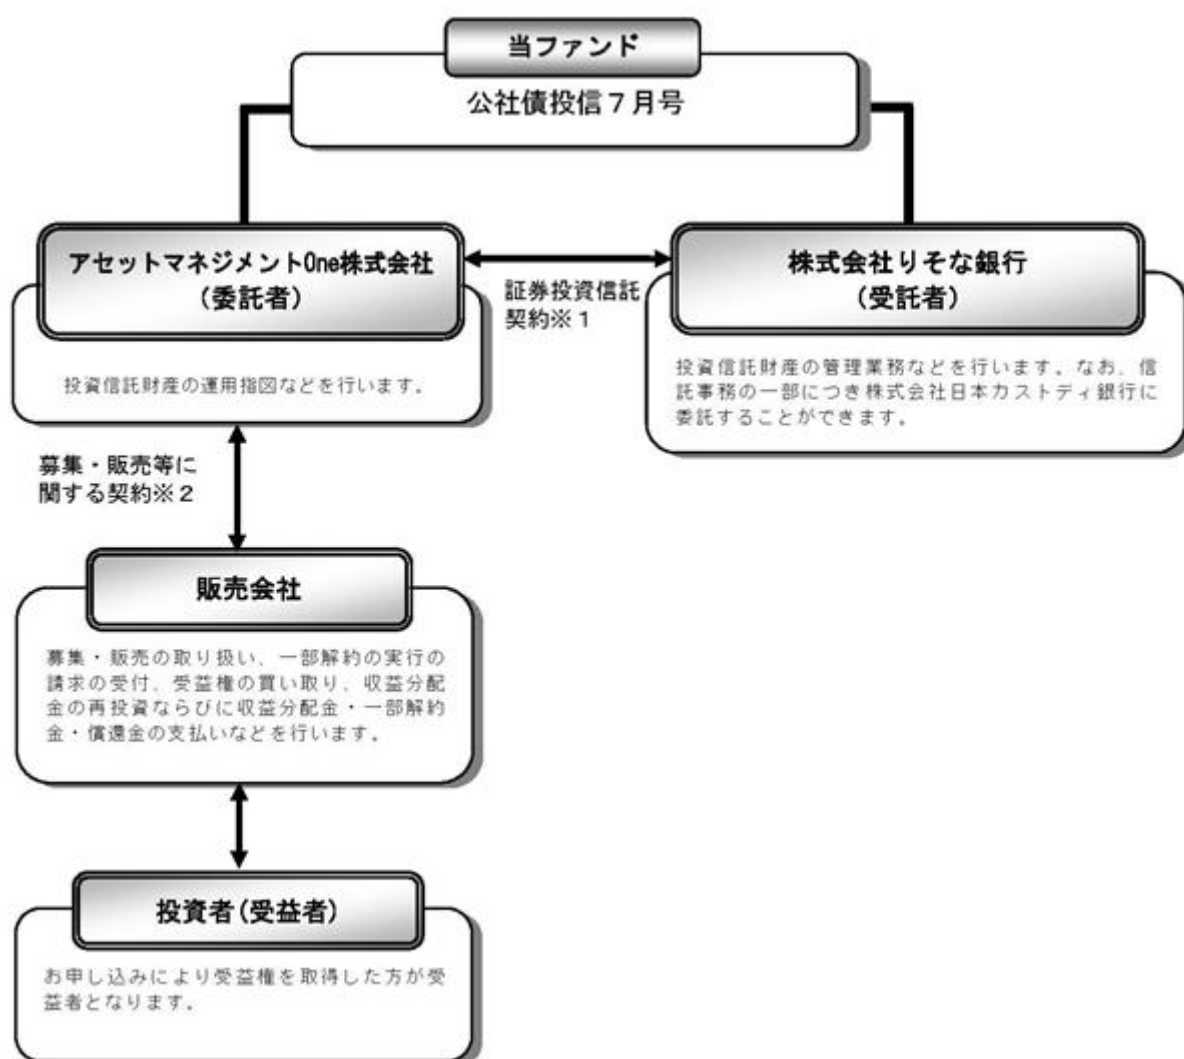 当ファンド
公社債投信７月号
アセットマネジメントOne株式会社
（委託者）
投資信託財産の運用指図などを行います。
証券投資信託
契約※１
株式会社りそな銀行
（受託者）
投資信託財産の管理業務などを行います。なお、信
託事務の一部につき株式会社日本カストディ銀行に
委託することができます。
募集・販売等に
関する契約※２
販売会社
募集・販売の取り扱い、一部解約の実行の
請求の受付、受益権の買い取り、収益分配
金の再投資ならびに収益分配金・一部解約
金・償還金の支払いなどを行います。
投資者（受益者）
お申し込みにより受益権を取得した方が受
益者となります。